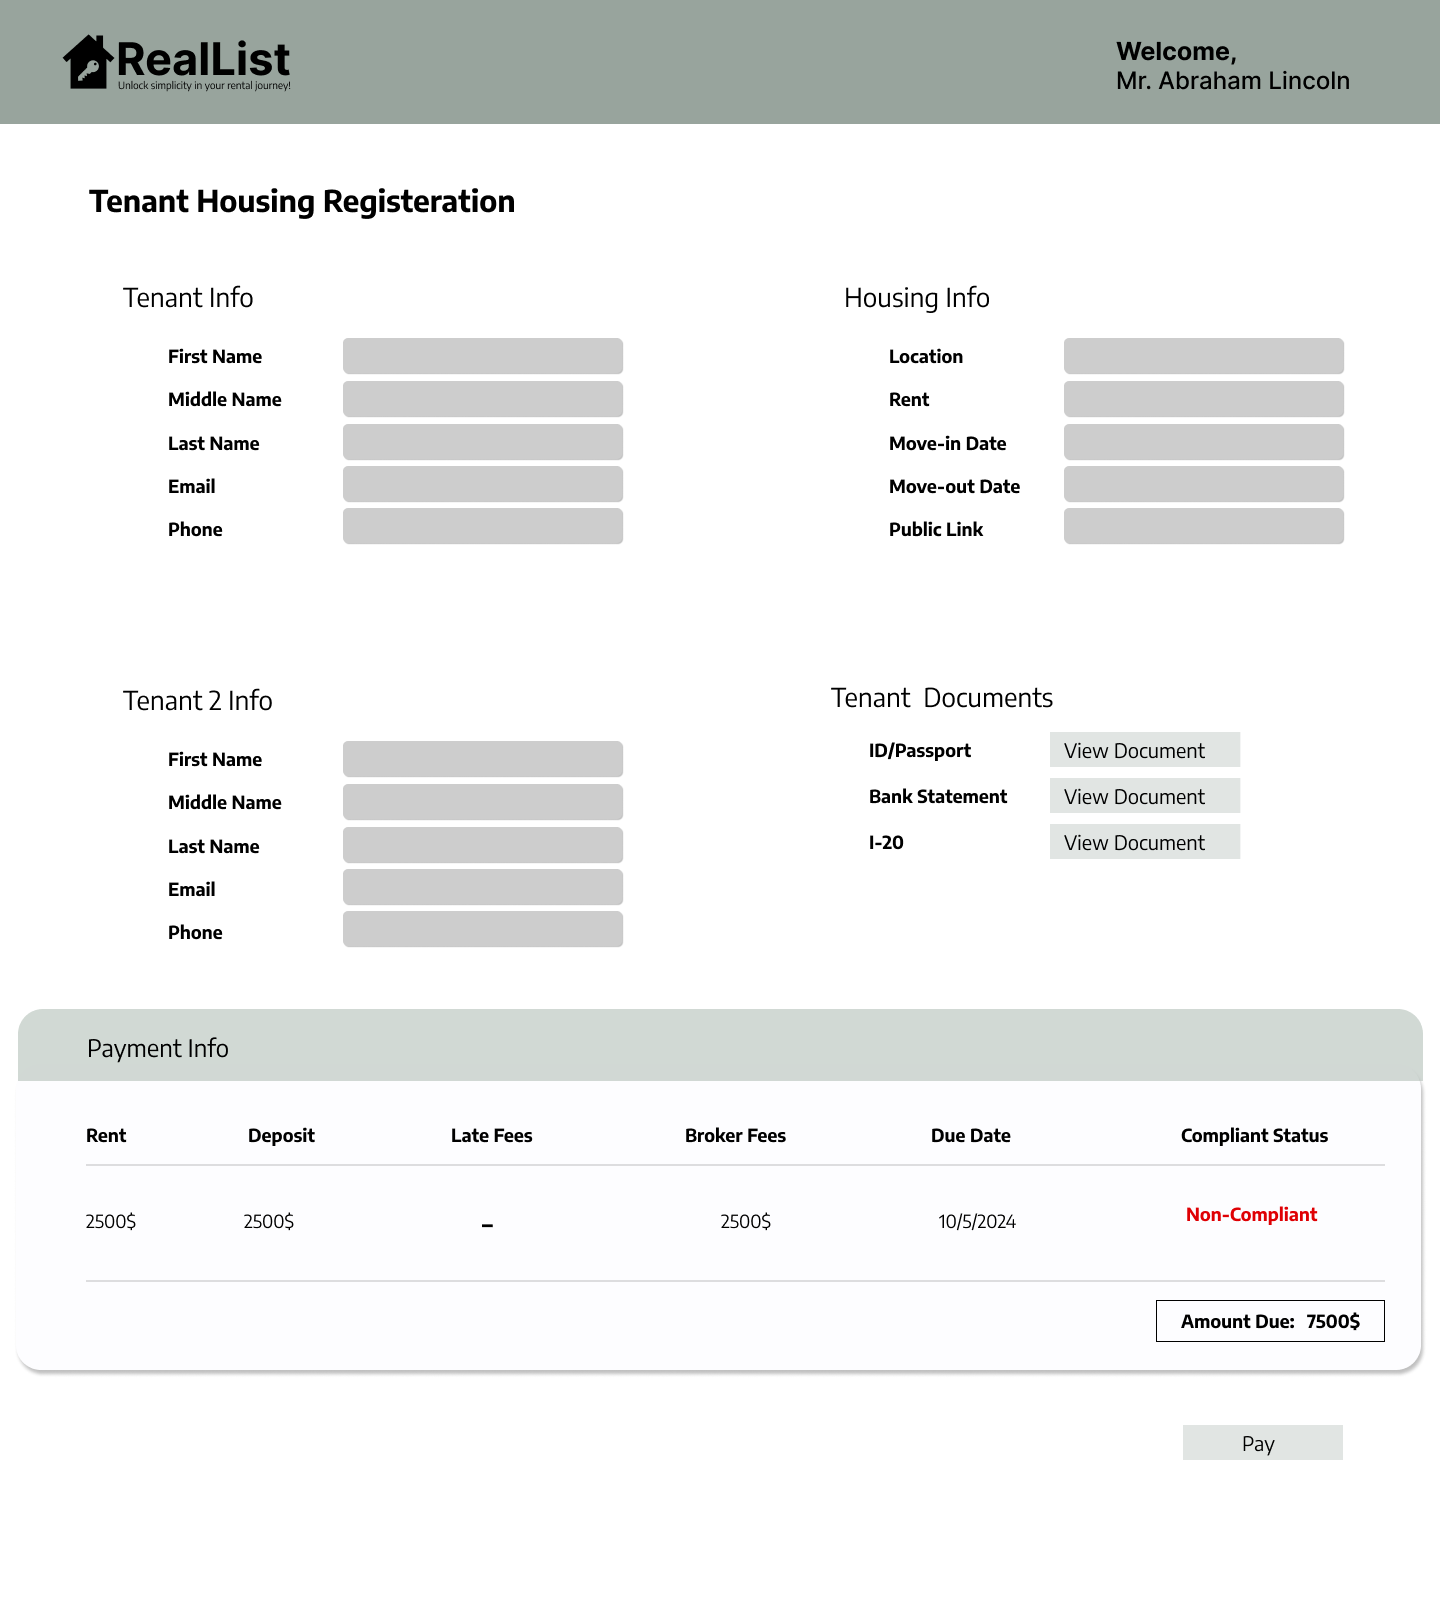 RealList
Unlock simplicity in your rental journey!
Welcome,
Mr. Abraham Lincoln
Tenant Housing Registeration
Tenant Info
First Name
Middle Name
Last Name
Email
Phone
Housing Info
Location
Rent
Move-in Date
Move-out Date
Public Link
Tenant 2 Info
First Name
Middle Name
Last Name
Email
Phone
Tenant Documents
ID/Passport View Document
Bank Statement View Document
I-20 View Document
Payment Info
Rent Deposit Late Fees Broker Fees Due Date Compliant Status
2500$ 2500$ – 2500$ 10/5/2024 Non-Compliant
Amount Due: 7500$
Pay